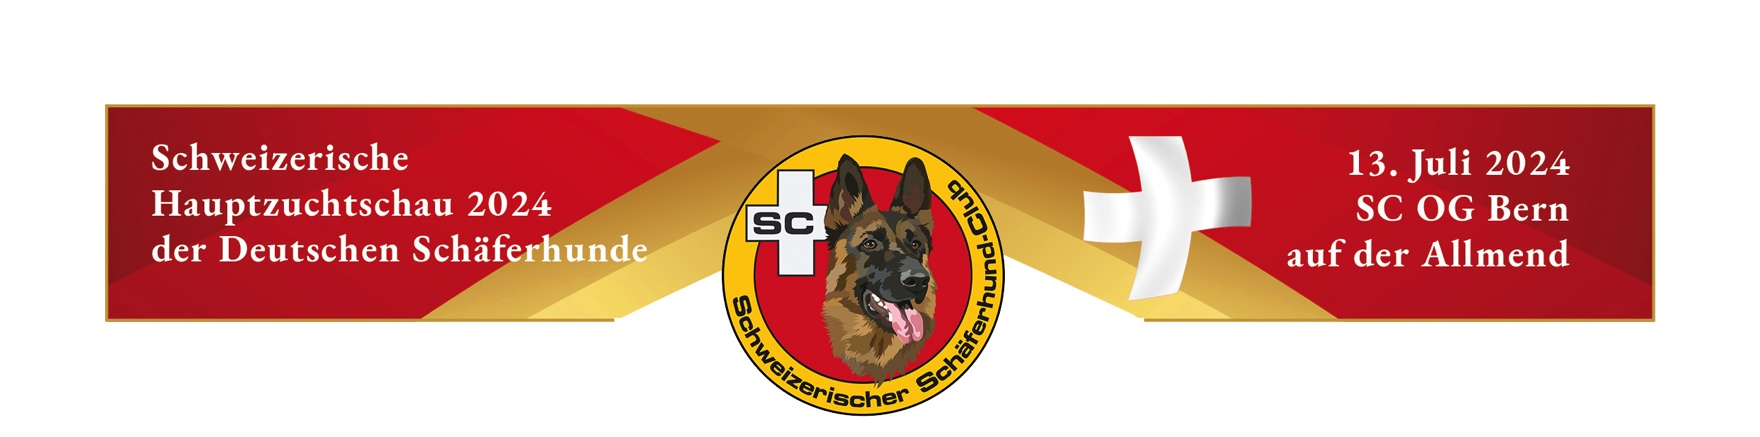 Schweizerische
Hauptzuchtschau 2024
der Deutschen Schäferhunde
SC
Schweizerischer Schäferhund-Club
13. Juli 2024
SC OG Bern
auf der Allmend